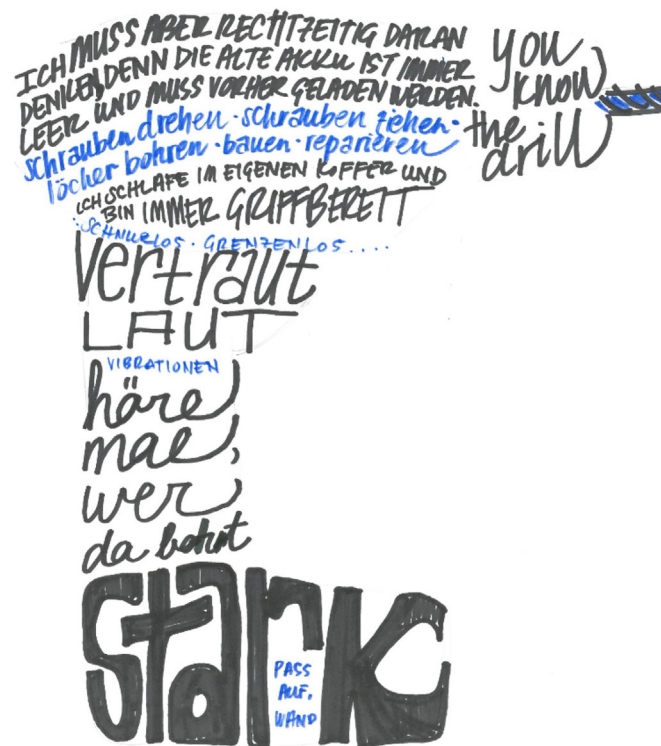 ICH MUSS ABER RECHTZEITIG DARAN
DENKEN, DENN DIE ALTE AKKU IST IMMER
LEER UND MUSS VORHER GELADEN WERDEN.
schrauben drehen · schrauben ziehen ·
löcher bohren · bauen · reparieren
ICH SCHLAFE IM EIGENEN KOFFER UND
BIN IMMER GRIFFBEREIT
· SCHNURLOS · GRENZENLOS....
you
know
the
drill
Vertraut
LAUT
VIBRATIONEN
höre
mal,
wer
da bohrt
stark
PASS
AUF,
WAND